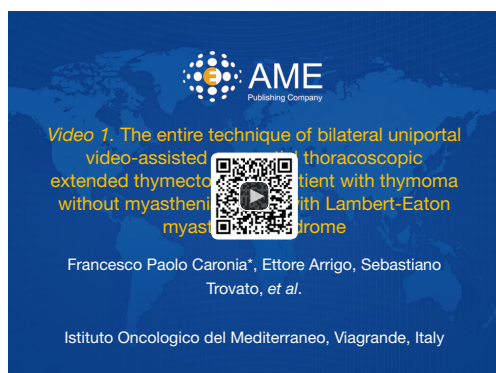 AME
Publishing Company
Video 1. The entire technique of bilateral uniportal
video-assisted thoracoscopic
extended thymecto tient with thymoma
without myastheni ith Lambert-Eaton
myast drome
Francesco Paolo Caronia*, Ettore Arrigo, Sebastiano
Trovato, et al.
Istituto Oncologico del Mediterraneo, Viagrande, Italy